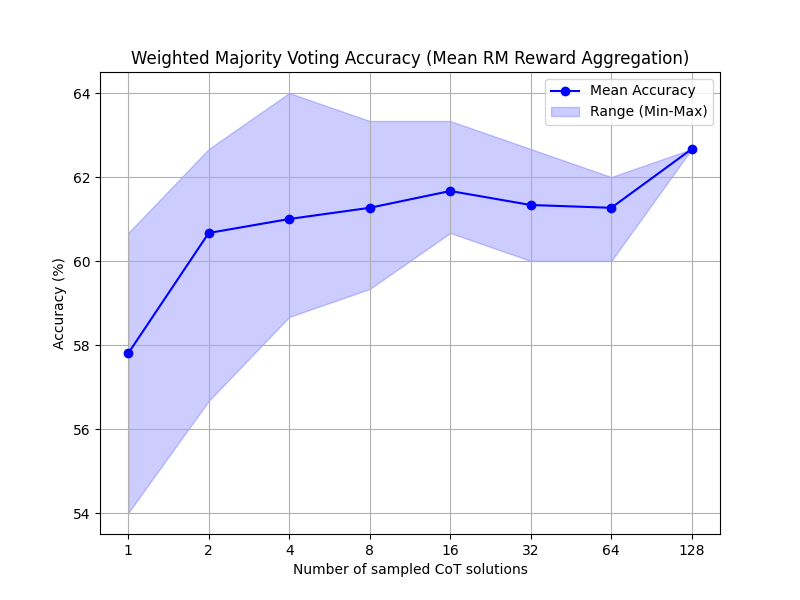 Weighted Majority Voting Accuracy (Mean RM Reward Aggregation)
Mean Accuracy
Range (Min-Max)
Accuracy (%)
64
62
60
58
56
54
1 2 4 8 16 32 64 128
Number of sampled CoT solutions